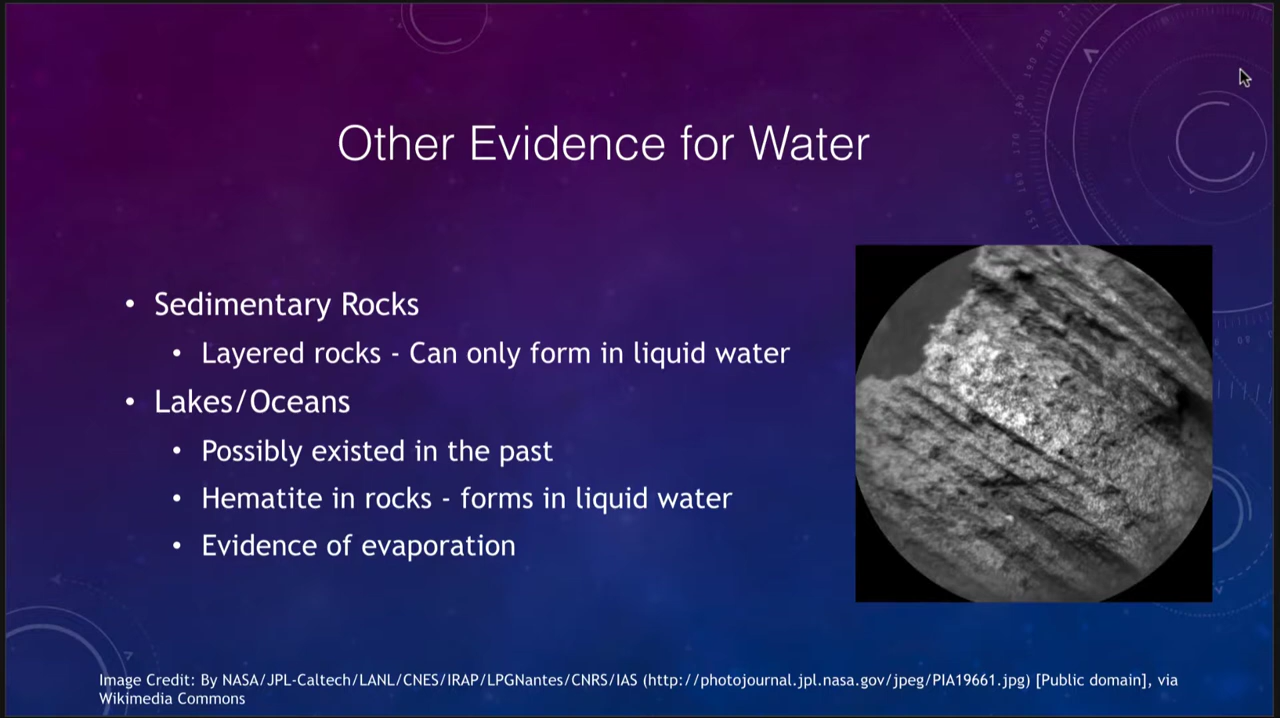 Other Evidence for Water
• Sedimentary Rocks
• Layered rocks - Can only form in liquid water
• Lakes/Oceans
• Possibly existed in the past
• Hematite in rocks - forms in liquid water
• Evidence of evaporation
Image Credit: By NASA/JPL-Caltech/LANL/CNES/IRAP/LPGNantes/CNRS/IAS (http://photojournal.jpl.nasa.gov/jpeg/PIA19661.jpg) [Public domain], via
Wikimedia Commons